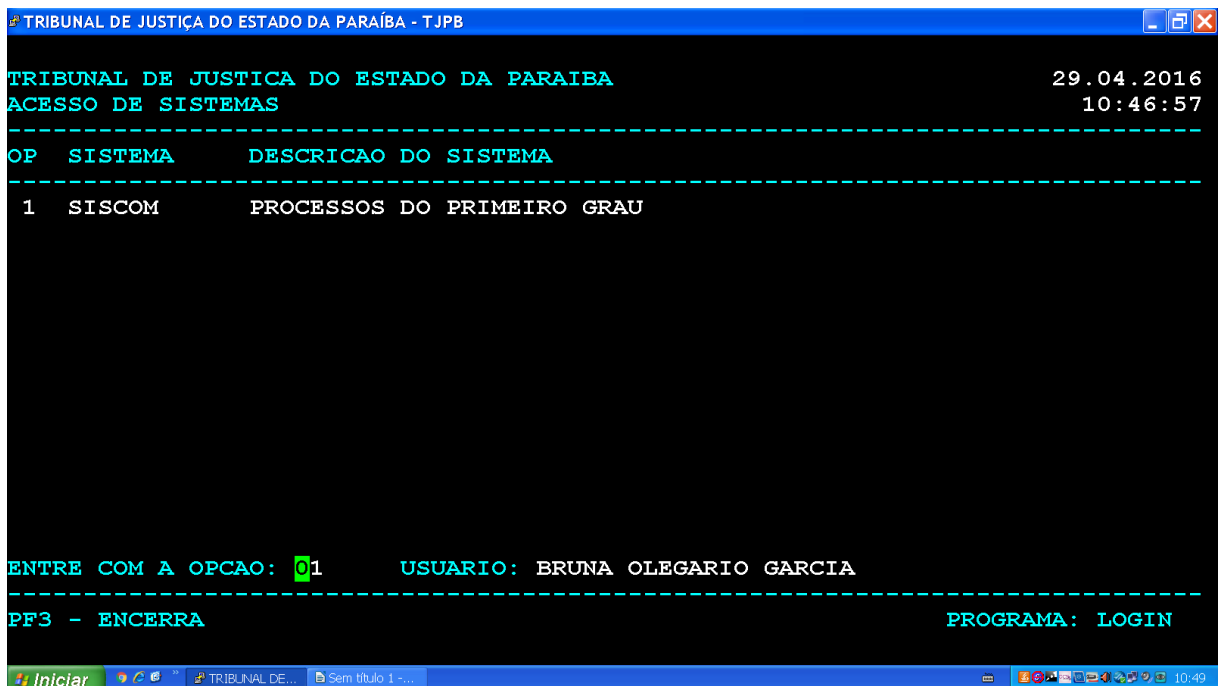 TRIBUNAL DE JUSTIÇA DO ESTADO DA PARAÍBA - TJPB
TRIBUNAL DE JUSTICA DO ESTADO DA PARAIBA 29.04.2016
ACESSO DE SISTEMAS 10:46:57
OP SISTEMA DESCRICAO DO SISTEMA
1 SISCOM PROCESSOS DO PRIMEIRO GRAU
ENTRE COM A OPCAO: 01 USUARIO: BRUNA OLEGARIO GARCIA
PF3 - ENCERRA PROGRAMA: LOGIN
Iniciar TRIBUNAL DE... Sem título 1 -... 10:49